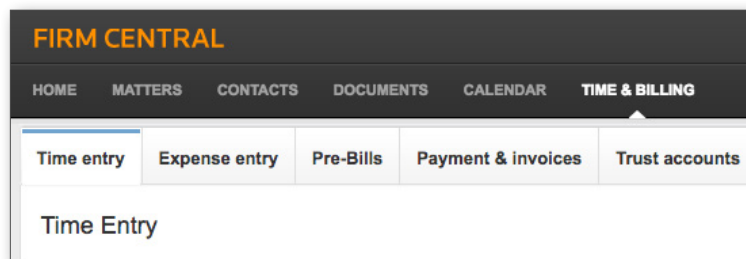 FIRM CENTRAL
HOME MATTERS CONTACTS DOCUMENTS CALENDAR TIME & BILLING
Time entry Expense entry Pre-Bills Payment & invoices Trust accounts
Time Entry